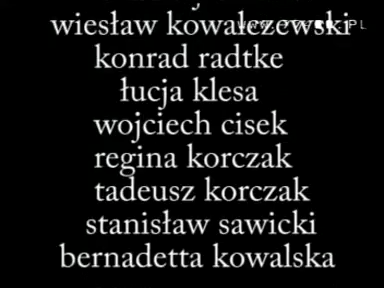 wiesław kowalczewski
konrad radtke
łucja klesa
wojciech cisek
regina korczak
tadeusz korczak
stanisław sawicki
bernadetta kowalska